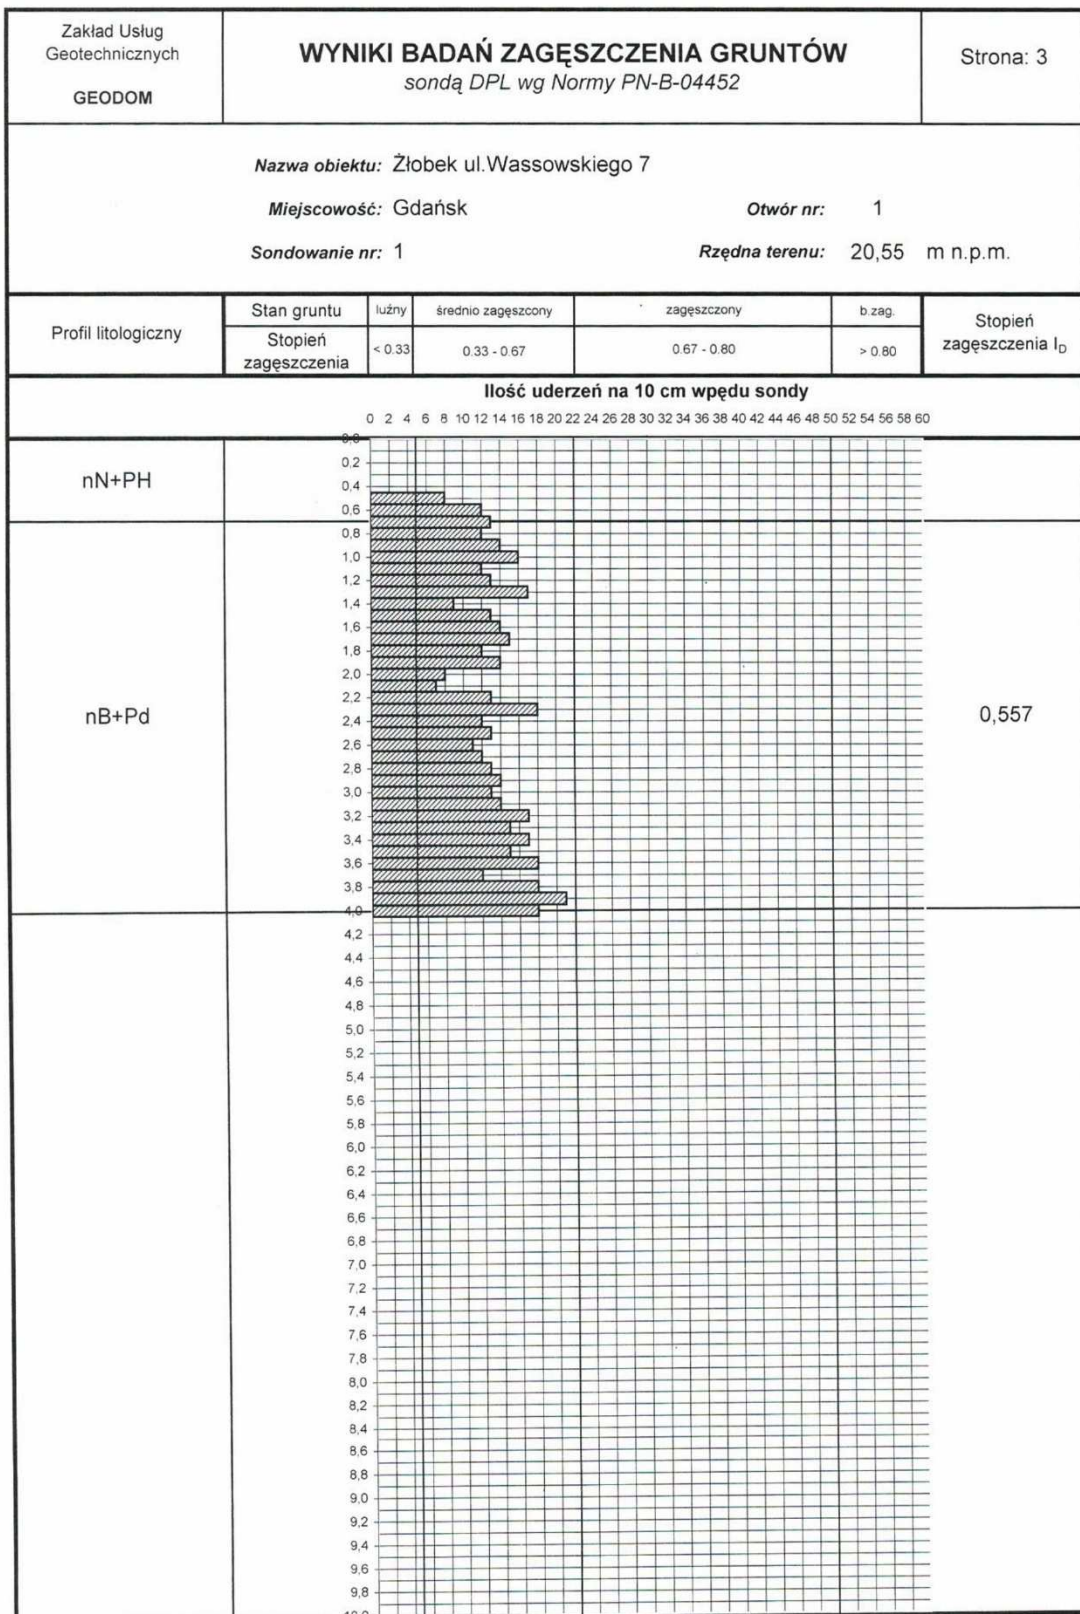 Zakład Usług
Geotechnicznych
GEODOM
WYNIKI BADAŃ ZAGĘSZCZENIA GRUNTÓW
sondą DPL wg Normy PN-B-04452
Strona: 3
Nazwa obiektu: Żłobek ul.Wassowskiego 7
Miejscowość: Gdańsk Otwór nr: 1
Sondowanie nr: 1 Rzędna terenu: 20,55 m n.p.m.
Profil litologiczny
Stan gruntu luźny średnio zagęszcony zagęszczony b.zag.
Stopień
zagęszczenia
< 0.33 0.33 - 0.67 0.67 - 0.80 > 0.80
Stopień
zagęszczenia ID
Ilość uderzeń na 10 cm wpędu sondy
0 2 4 6 8 10 12 14 16 18 20 22 24 26 28 30 32 34 36 38 40 42 44 46 48 50 52 54 56 58 60
0,0
0,2
nN+PH
0,4
0,6
0,8
1,0
1,2
1,4
1,6
1,8
2,0
2,2
nB+Pd
0,557
2,4
2,6
2,8
3,0
3,2
3,4
3,6
3,8
4,0
4,2
4,4
4,6
4,8
5,0
5,2
5,4
5,6
5,8
6,0
6,2
6,4
6,6
6,8
7,0
7,2
7,4
7,6
7,8
8,0
8,2
8,4
8,6
8,8
9,0
9,2
9,4
9,6
9,8